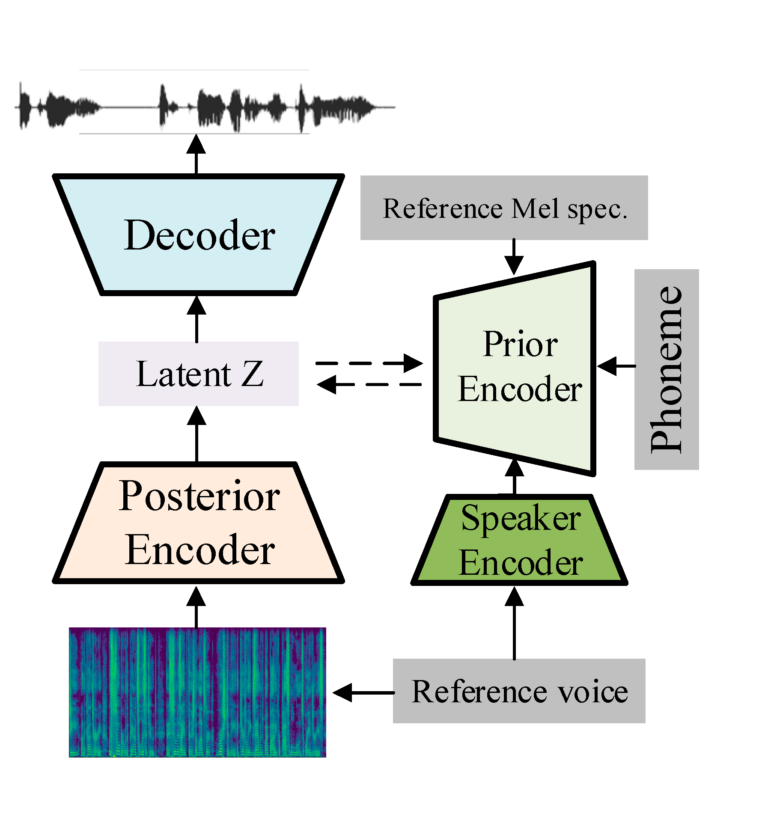 Decoder
Reference Mel spec.
Latent Z
Prior
Encoder
Phoneme
Posterior
Encoder
Speaker
Encoder
Reference voice